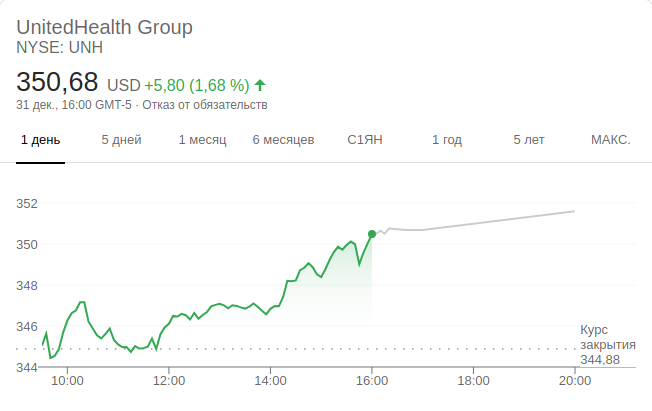 UnitedHealth Group
NYSE: UNH
350,68 USD +5,80 (1,68 %) ↑
31 дек., 16:00 GMT-5 · Отказ от обязательств
1 день 5 дней 1 месяц 6 месяцев С1ЯН 1 год 5 лет МАКС.
352
350
348
346
Курс
закрытия
344,88
344
10:00 12:00 14:00 16:00 18:00 20:00